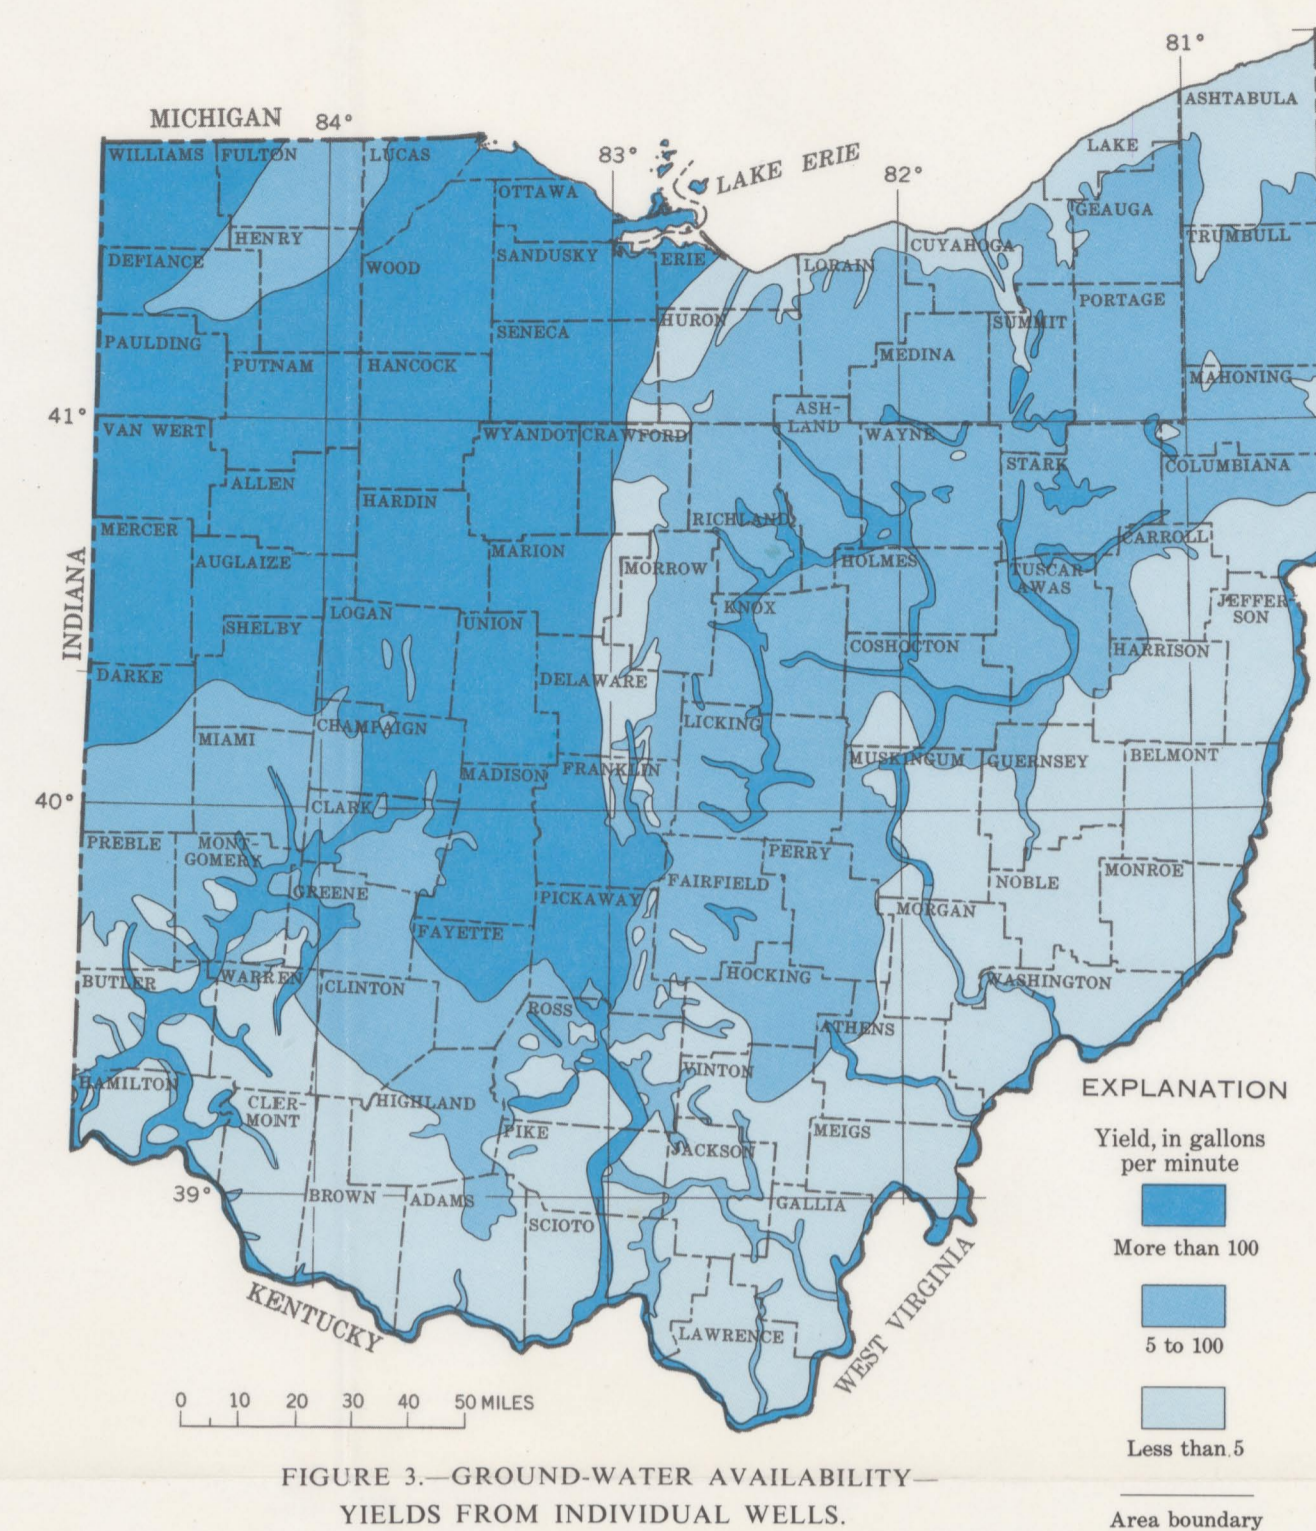 81°
ASHTABULA
MICHIGAN
84°
83°
LAKE ERIE
82°
LAKE
WILLIAMS
FULTON
LUCAS
OTTAWA
GEAUGA
HENRY
TRUMBULL
CUYAHOGA
DEFIANCE
WOOD
SANDUSKY
ERIE
LORAIN
PORTAGE
HURON
SUMMIT
PAULDING
SENECA
MEDINA
PUTNAM
HANCOCK
MAHONING
41°
VAN WERT
WYANDOT
CRAWFORD
ASH-
LAND
WAYNE
STARK
COLUMBIANA
ALLEN
HARDIN
MERCER
RICHLAND
CARROLL
AUGLAIZE
MARION
MORROW
HOLMES
TUSCAR-
AWAS
INDIANA
LOGAN
KNOX
JEFFER-
SON
SHELBY
UNION
COSHOCTON
HARRISON
DARKE
DELAWARE
LICKING
CHAMPAIGN
MIAMI
MADISON
FRANKLIN
MUSKINGUM
GUERNSEY
BELMONT
40°
CLARK
PREBLE
MONT-
GOMERY
PERRY
GREENE
FAIRFIELD
NOBLE
MONROE
PICKAWAY
MORGAN
FAYETTE
HOCKING
BUTLER
WARREN
CLINTON
WASHINGTON
ROSS
ATHENS
VINTON
HAMILTON
CLER-
MONT
HIGHLAND
PIKE
MEIGS
JACKSON
39°
BROWN
ADAMS
SCIOTO
GALLIA
KENTUCKY
WEST VIRGINIA
LAWRENCE
EXPLANATION
Yield, in gallons
per minute
More than 100
5 to 100
Less than 5
Area boundary
0 10 20 30 40 50 MILES
FIGURE 3.—GROUND-WATER AVAILABILITY—
YIELDS FROM INDIVIDUAL WELLS.